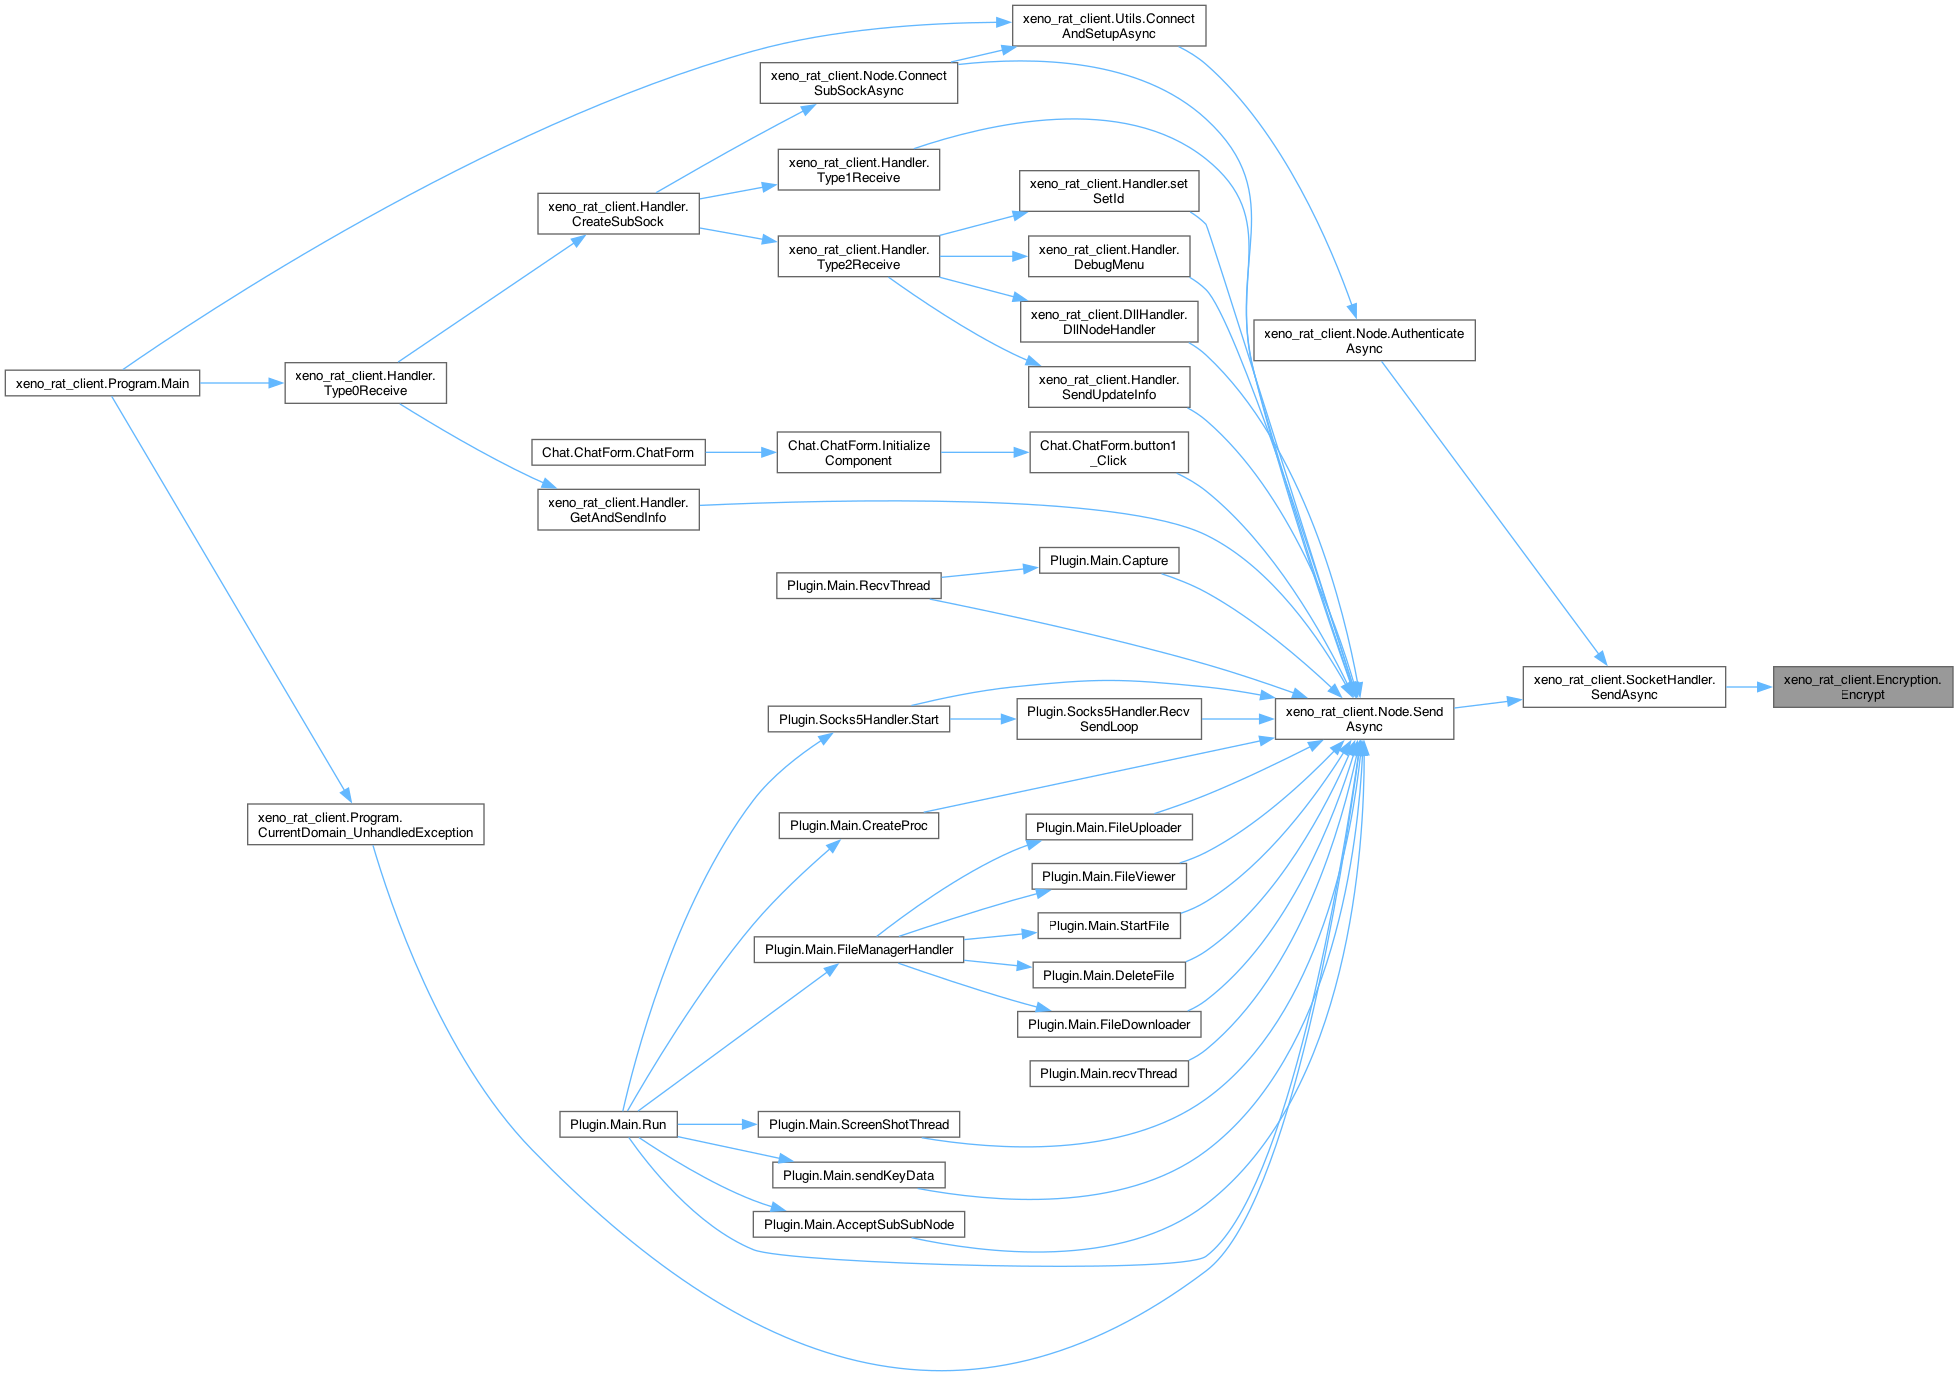 xeno_rat_client.Utils.Connect
AndSetupAsync
xeno_rat_client.Node.Connect
SubSockAsync
xeno_rat_client.Handler.
Type1Receive
xeno_rat_client.Handler.set
SetId
xeno_rat_client.Handler.
CreateSubSock
xeno_rat_client.Handler.
Type2Receive
xeno_rat_client.Handler.
DebugMenu
xeno_rat_client.DllHandler.
DllNodeHandler
xeno_rat_client.Node.Authenticate
Async
xeno_rat_client.Program.Main
xeno_rat_client.Handler.
Type0Receive
xeno_rat_client.Handler.
SendUpdateInfo
Chat.ChatForm.ChatForm
Chat.ChatForm.Initialize
Component
Chat.ChatForm.button1
_Click
xeno_rat_client.Handler.
GetAndSendInfo
Plugin.Main.Capture
Plugin.Main.RecvThread
xeno_rat_client.SocketHandler.
SendAsync
xeno_rat_client.Encryption.
Encrypt
Plugin.Socks5Handler.Start
Plugin.Socks5Handler.Recv
SendLoop
xeno_rat_client.Node.Send
Async
xeno_rat_client.Program.
CurrentDomain_UnhandledException
Plugin.Main.CreateProc
Plugin.Main.FileUploader
Plugin.Main.FileViewer
Plugin.Main.StartFile
Plugin.Main.FileManagerHandler
Plugin.Main.DeleteFile
Plugin.Main.FileDownloader
Plugin.Main.recvThread
Plugin.Main.Run
Plugin.Main.ScreenShotThread
Plugin.Main.sendKeyData
Plugin.Main.AcceptSubSubNode